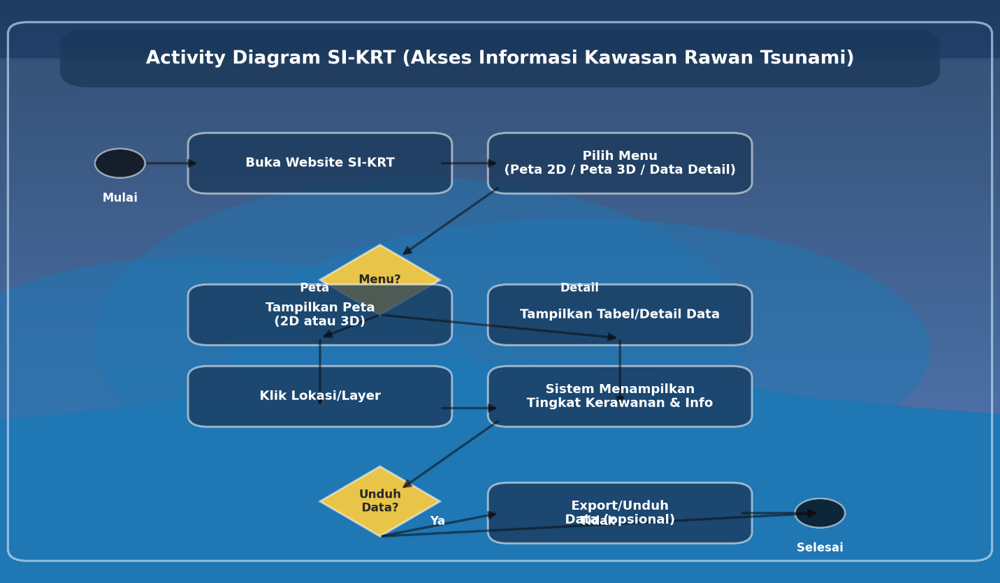 Activity Diagram SI-KRT (Akses Informasi Kawasan Rawan Tsunami)
Mulai
Buka Website SI-KRT
Pilih Menu
(Peta 2D / Peta 3D / Data Detail)
Menu?
Peta
Detail
Tampilkan Peta
(2D atau 3D)
Tampilkan Tabel/Detail Data
Klik Lokasi/Layer
Sistem Menampilkan
Tingkat Kerawanan & Info
Unduh
Data?
Ya
Tidak
Export/Unduh
Data (opsional)
Selesai